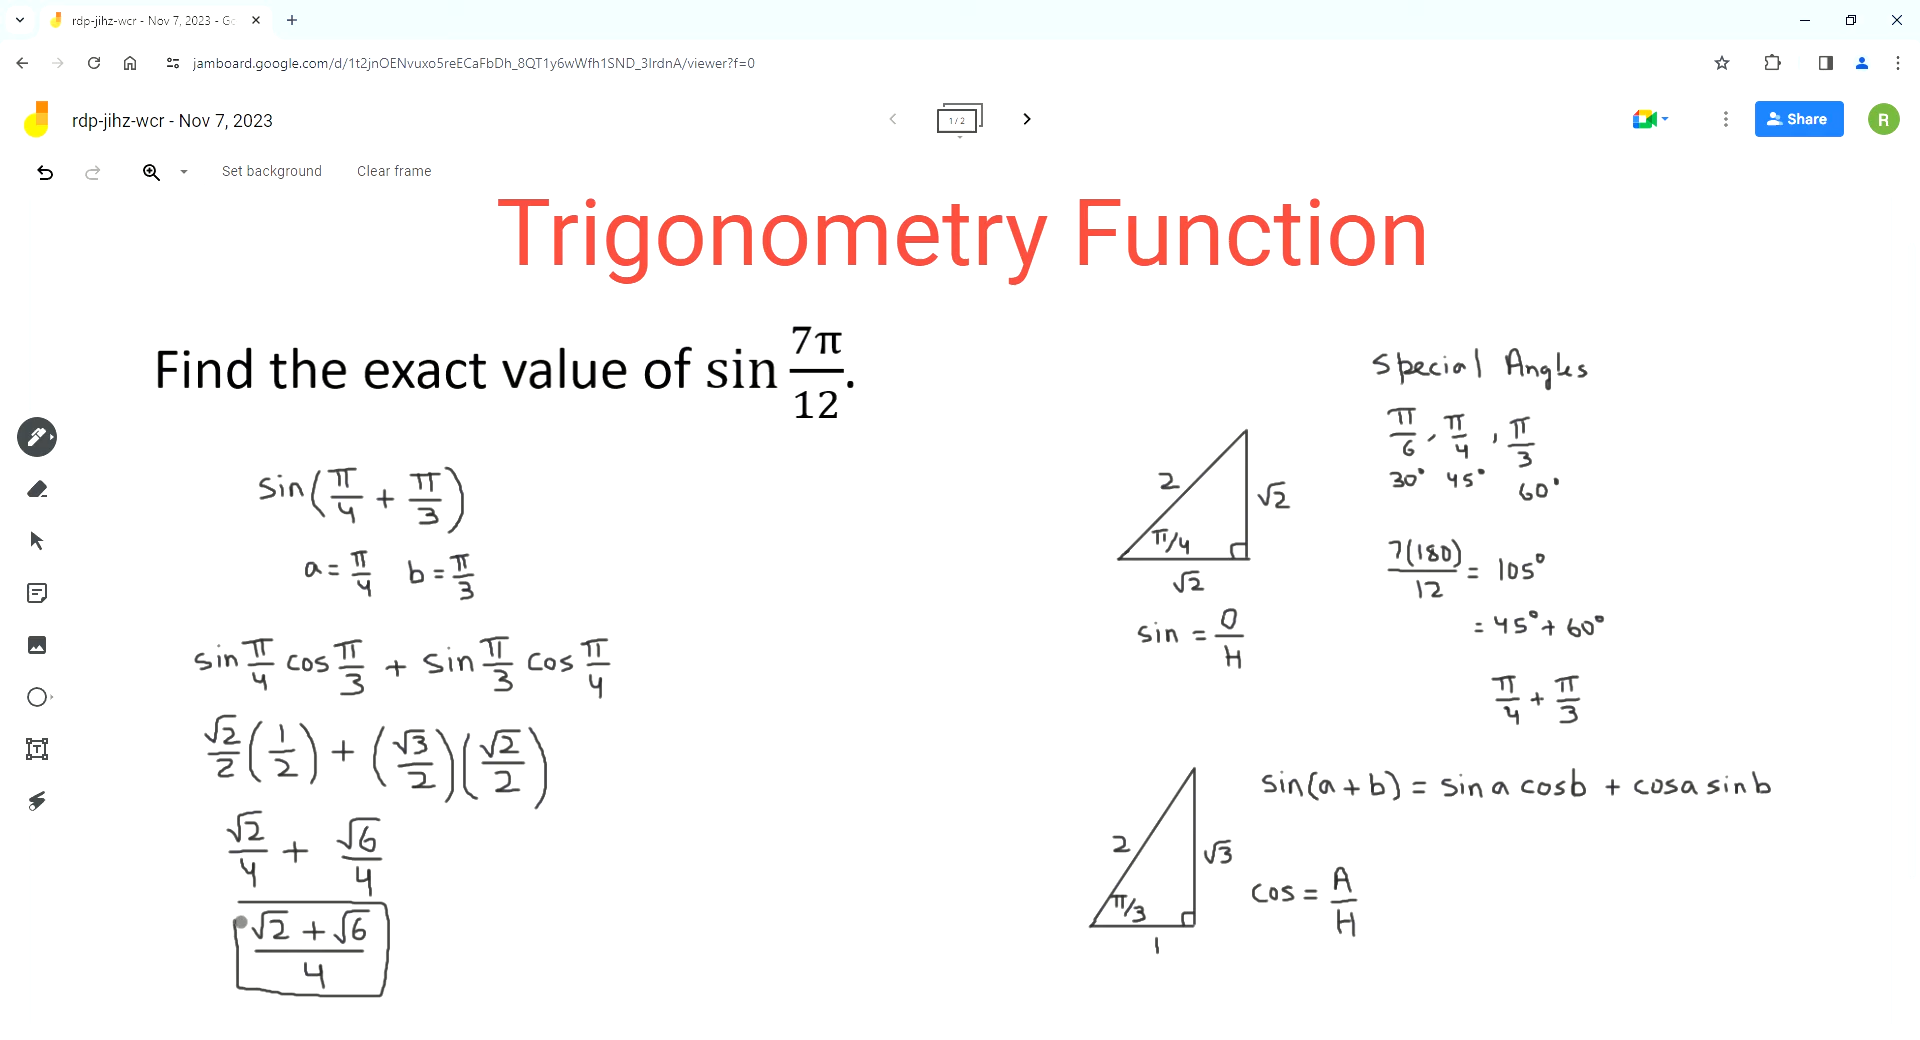 rdp-jihz-wcr - Nov 7, 2023 - Go
jamboard.google.com/d/1t2jnOENvuxo5reECaFbDh_8QT1y6wWfh1SND_3lrdnA/viewer?f=0
rdp-jihz-wcr - Nov 7, 2023
1 / 2
Share
R
Set background
Clear frame
Trigonometry Function
Find the exact value of sin 7π/12.
sin(π/4 + π/3)
a = π/4 b = π/3
sin π/4 cos π/3 + sin π/3 cos π/4
√2/2 (1/2) + (√3/2)(√2/2)
√2/4 + √6/4
(√2 + √6)/4
2
√2
π/4
√2
sin = O/H
2
√3
π/3
1
cos = A/H
Special Angles
π/6, π/4, π/3
30° 45° 60°
7(180)/12 = 105°
= 45° + 60°
π/4 + π/3
sin(a + b) = sin a cos b + cos a sin b